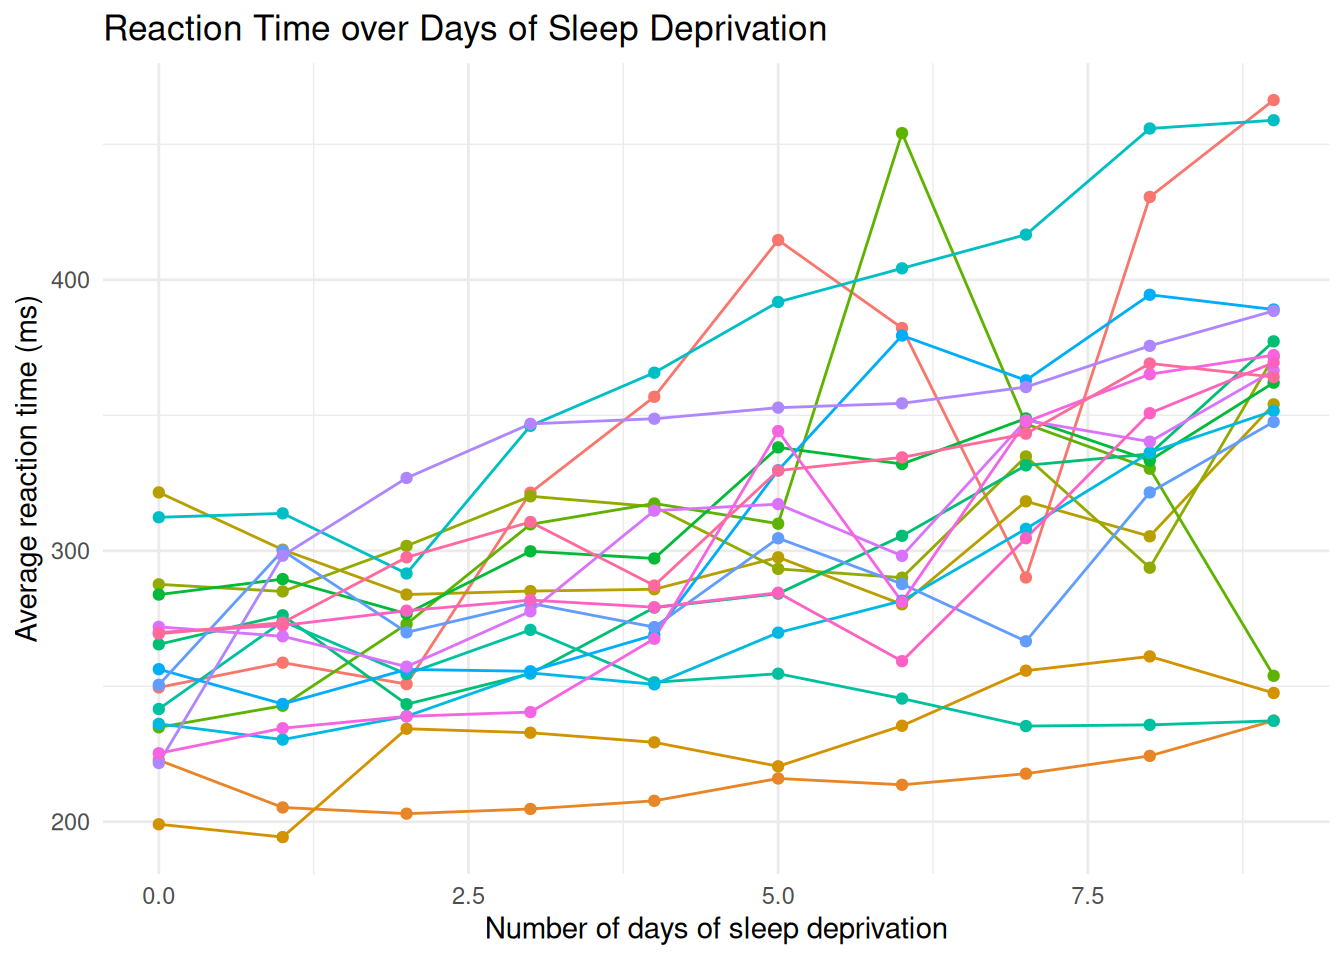 Reaction Time over Days of Sleep Deprivation
Average reaction time (ms)
400
300
200
0.0
2.5
5.0
7.5
Number of days of sleep deprivation